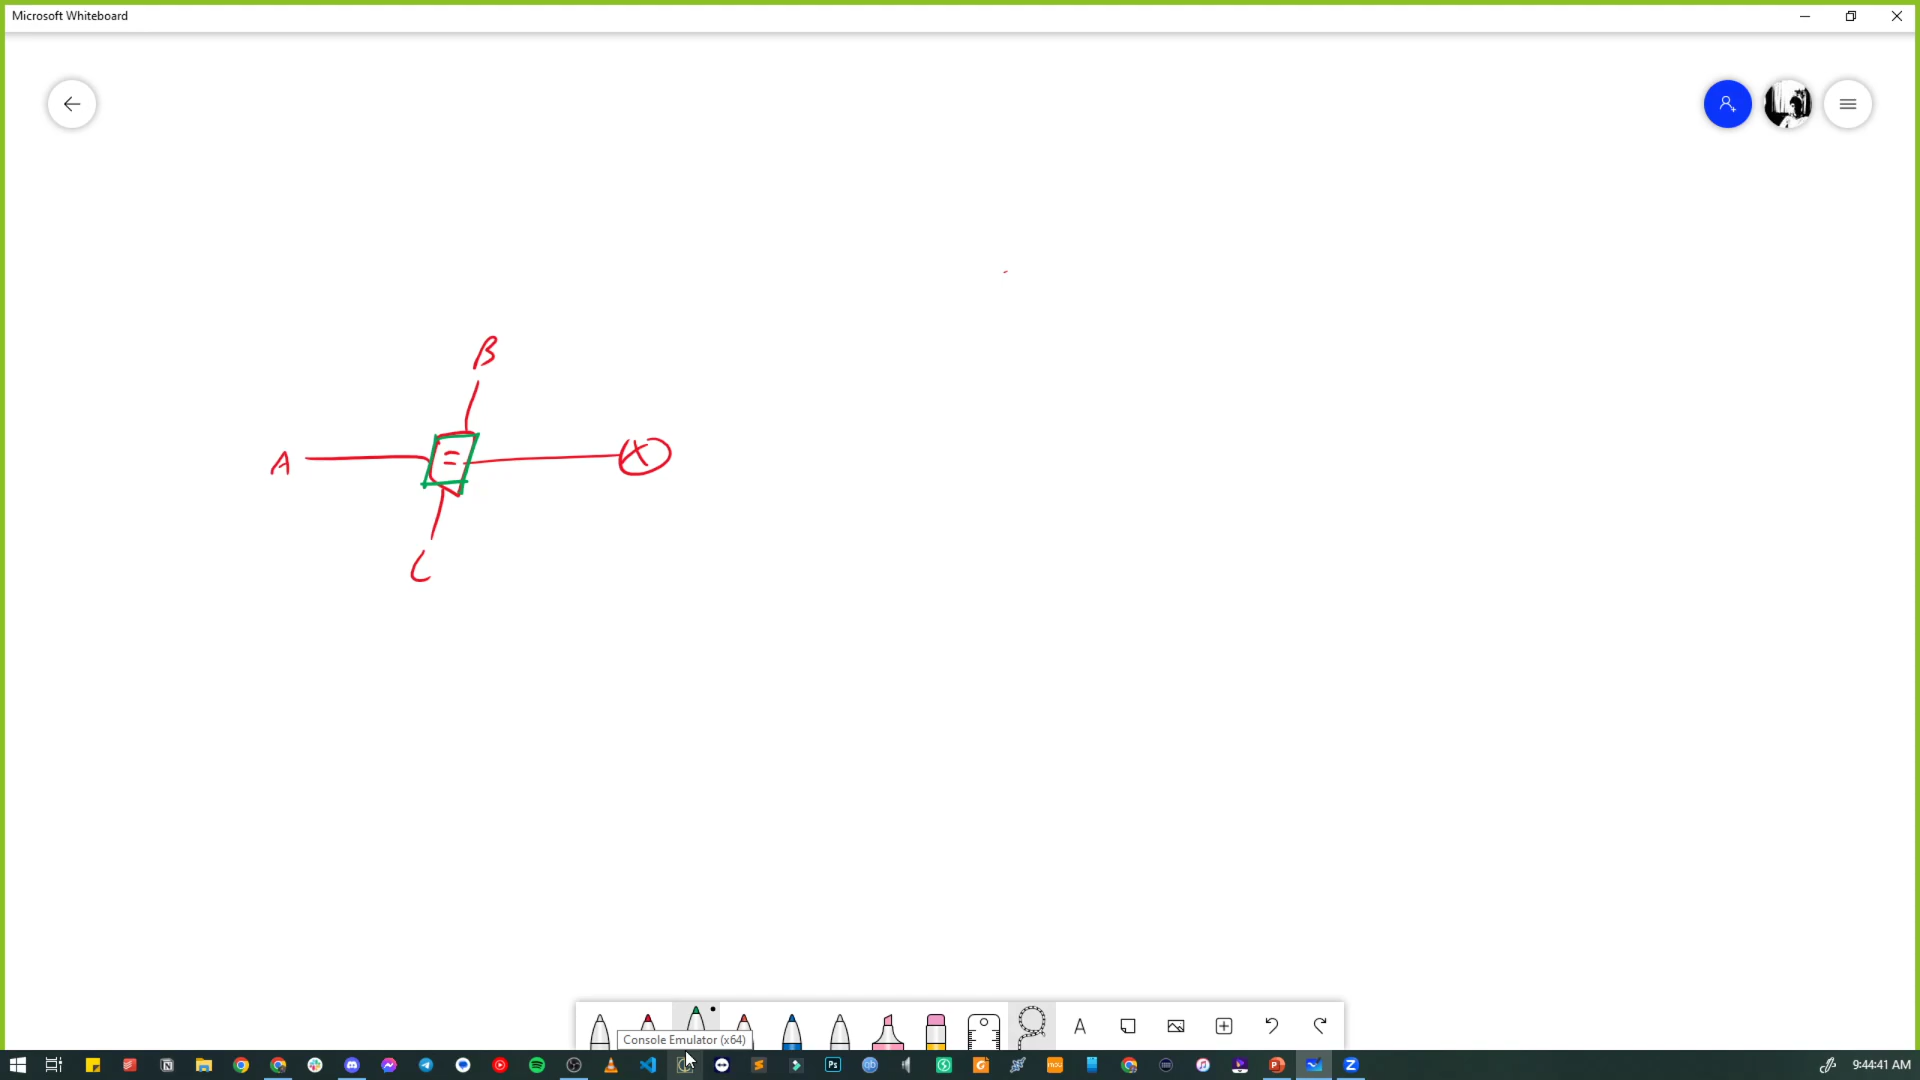 Microsoft Whiteboard
B
A
=
X
C
A
Console Emulator (x64)
9:44:41 AM